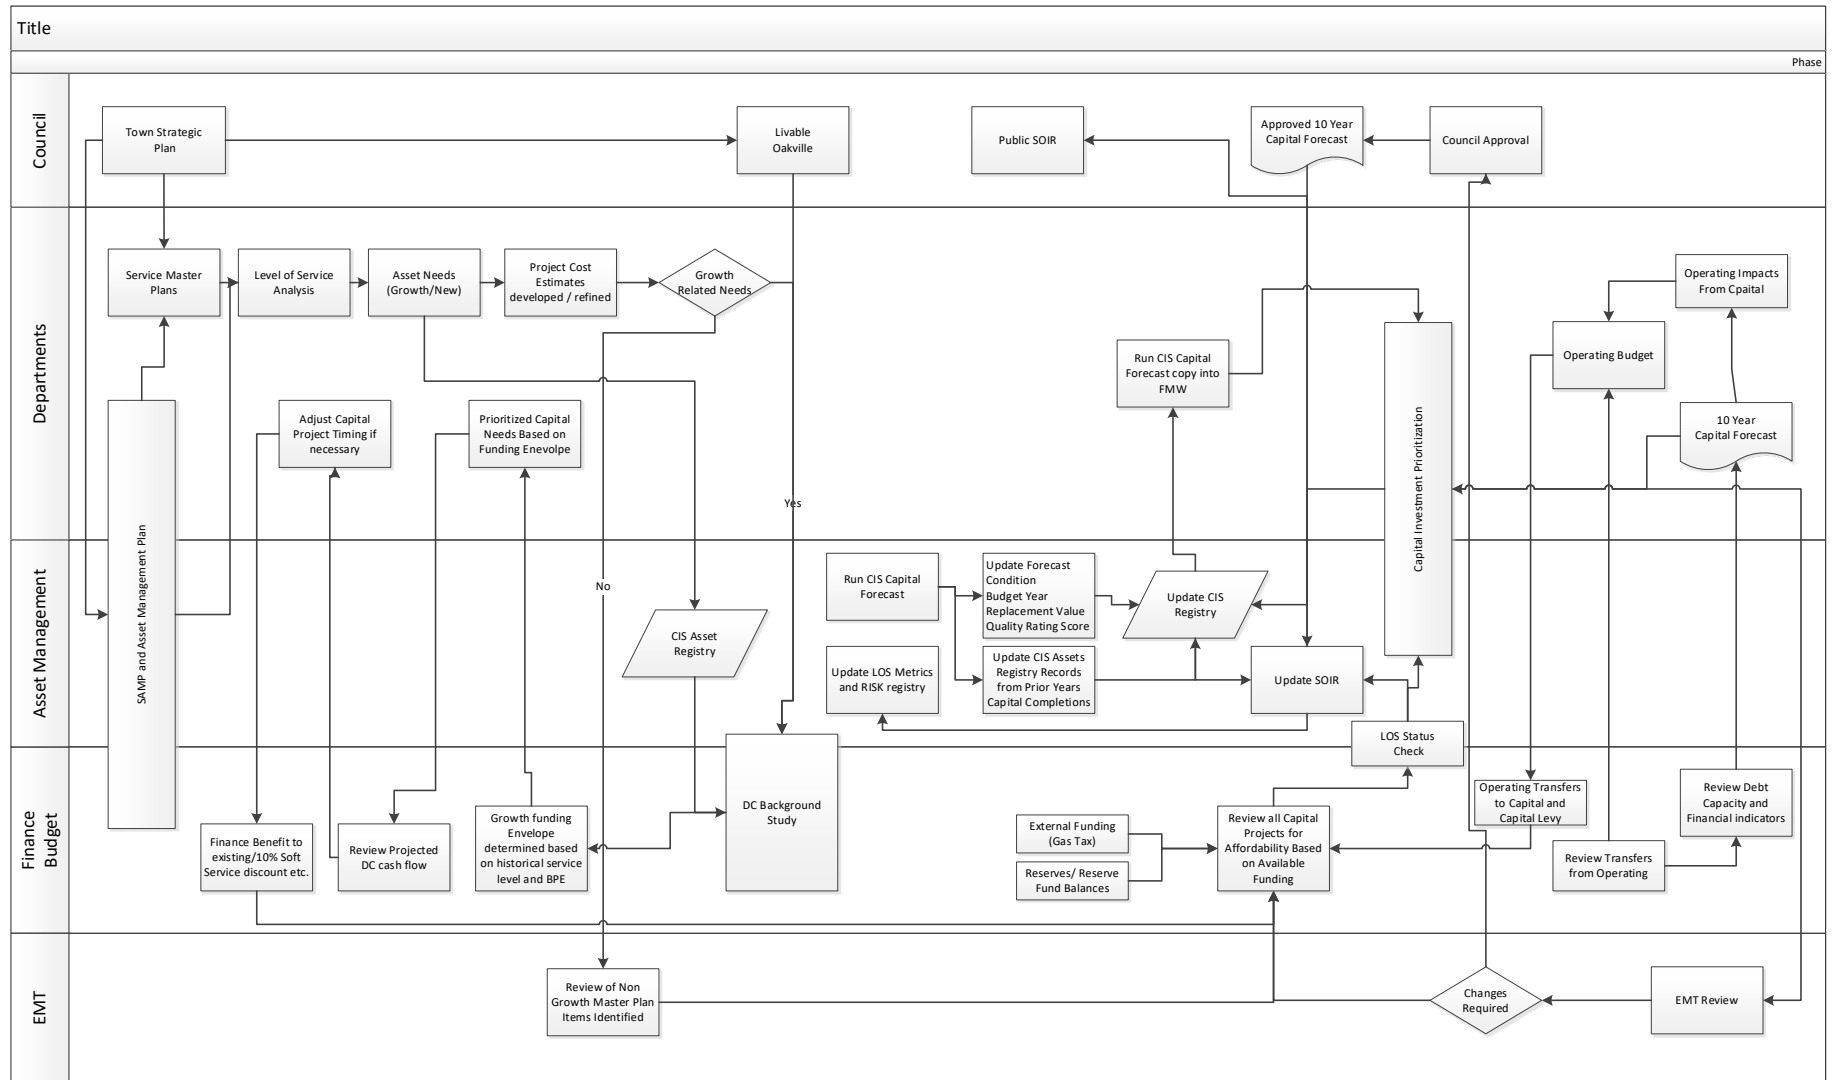 Title
Phase
Council
Town Strategic
Plan
Livable
Oakville
Public SOIR
Approved 10 Year
Capital Forecast
Council Approval
Departments
Service Master
Plans
Level of Service
Analysis
Asset Needs
(Growth/New)
Project Cost
Estimates
developed / refined
Growth
Related Needs
Operating Impacts
From Cpaital
Operating Budget
Run CIS Capital
Forecast copy into
FMW
Capital Investment Prioritization
10 Year
Capital Forecast
Adjust Capital
Project Timing if
necessary
Prioritized Capital
Needs Based on
Funding Enevolpe
Yes
No
Asset Management
SAMP and Asset Management Plan
CIS Asset
Registry
Run CIS Capital
Forecast
Update Forecast
Condition
Budget Year
Replacement Value
Quality Rating Score
Update CIS
Registry
Update LOS Metrics
and RISK registry
Update CIS Assets
Registry Records
from Prior Years
Capital Completions
Update SOIR
LOS Status
Check
Finance
Budget
Finance Benefit to
existing/10% Soft
Service discount etc.
Review Projected
DC cash flow
Growth funding
Envelope
determined based
on historical service
level and BPE
DC Background
Study
External Funding
(Gas Tax)
Reserves/ Reserve
Fund Balances
Review all Capital
Projects for
Affordability Based
on Available
Funding
Operating Transfers
to Capital and
Capital Levy
Review Transfers
from Operating
Review Debt
Capacity and
Financial indicators
EMT
Review of Non
Growth Master Plan
Items Identified
Changes
Required
EMT Review